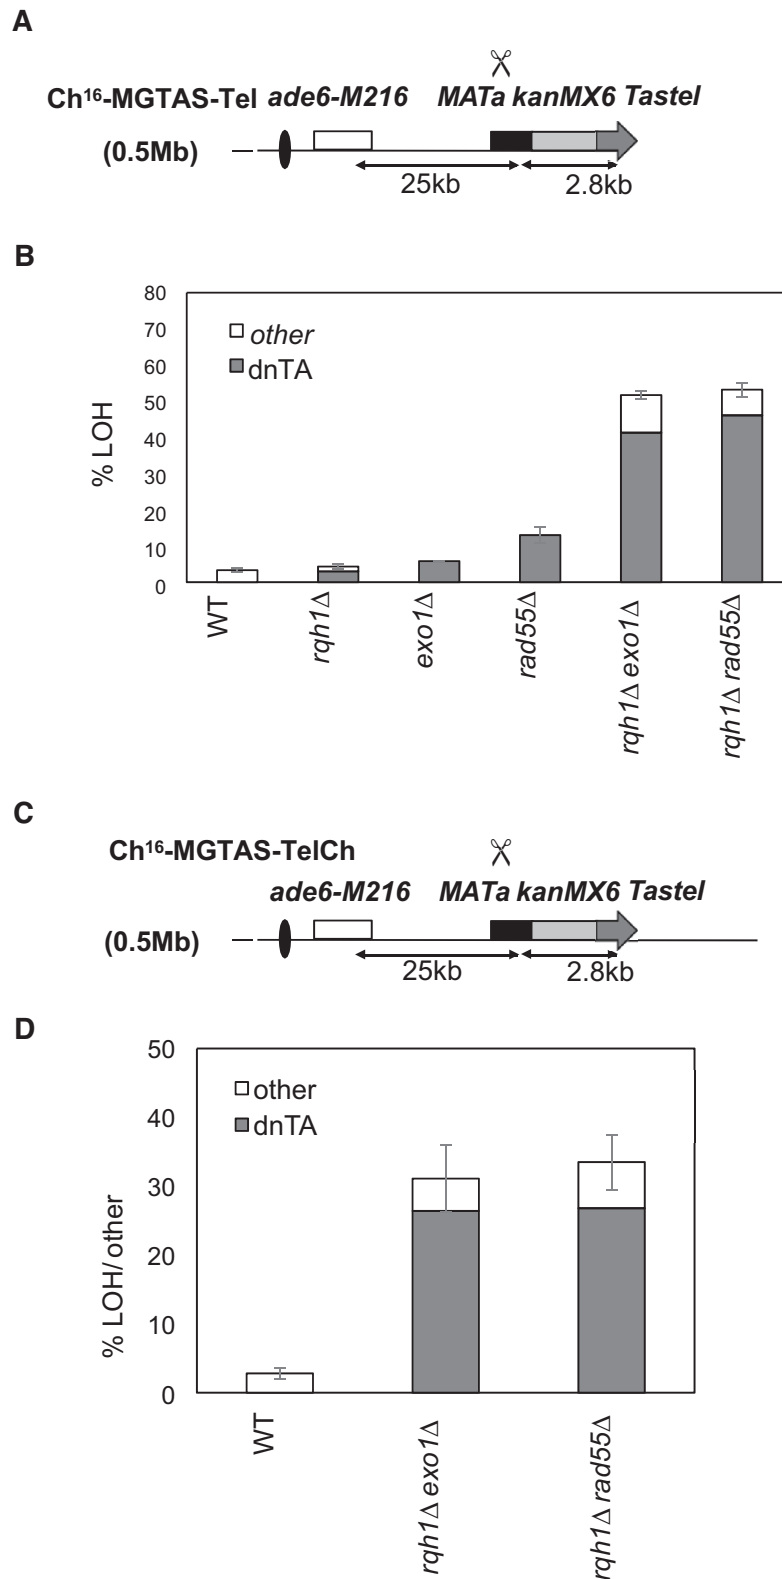 A
Ch16-MGTAS-Tel ade6-M216 MATa kanMX6 Tastel
(0.5Mb)
25kb 2.8kb
B
80
70
60
50
40
30
20
10
0
% LOH
other
dnTA
WT
rqh1Δ
exo1Δ
rad55Δ
rqh1Δ exo1Δ
rqh1Δ rad55Δ
C
Ch16-MGTAS-TelCh
ade6-M216 MATa kanMX6 Tastel
(0.5Mb)
25kb 2.8kb
D
50
40
30
20
10
0
% LOH/other
other
dnTA
WT
rqh1Δ exo1Δ
rqh1Δ rad55Δ